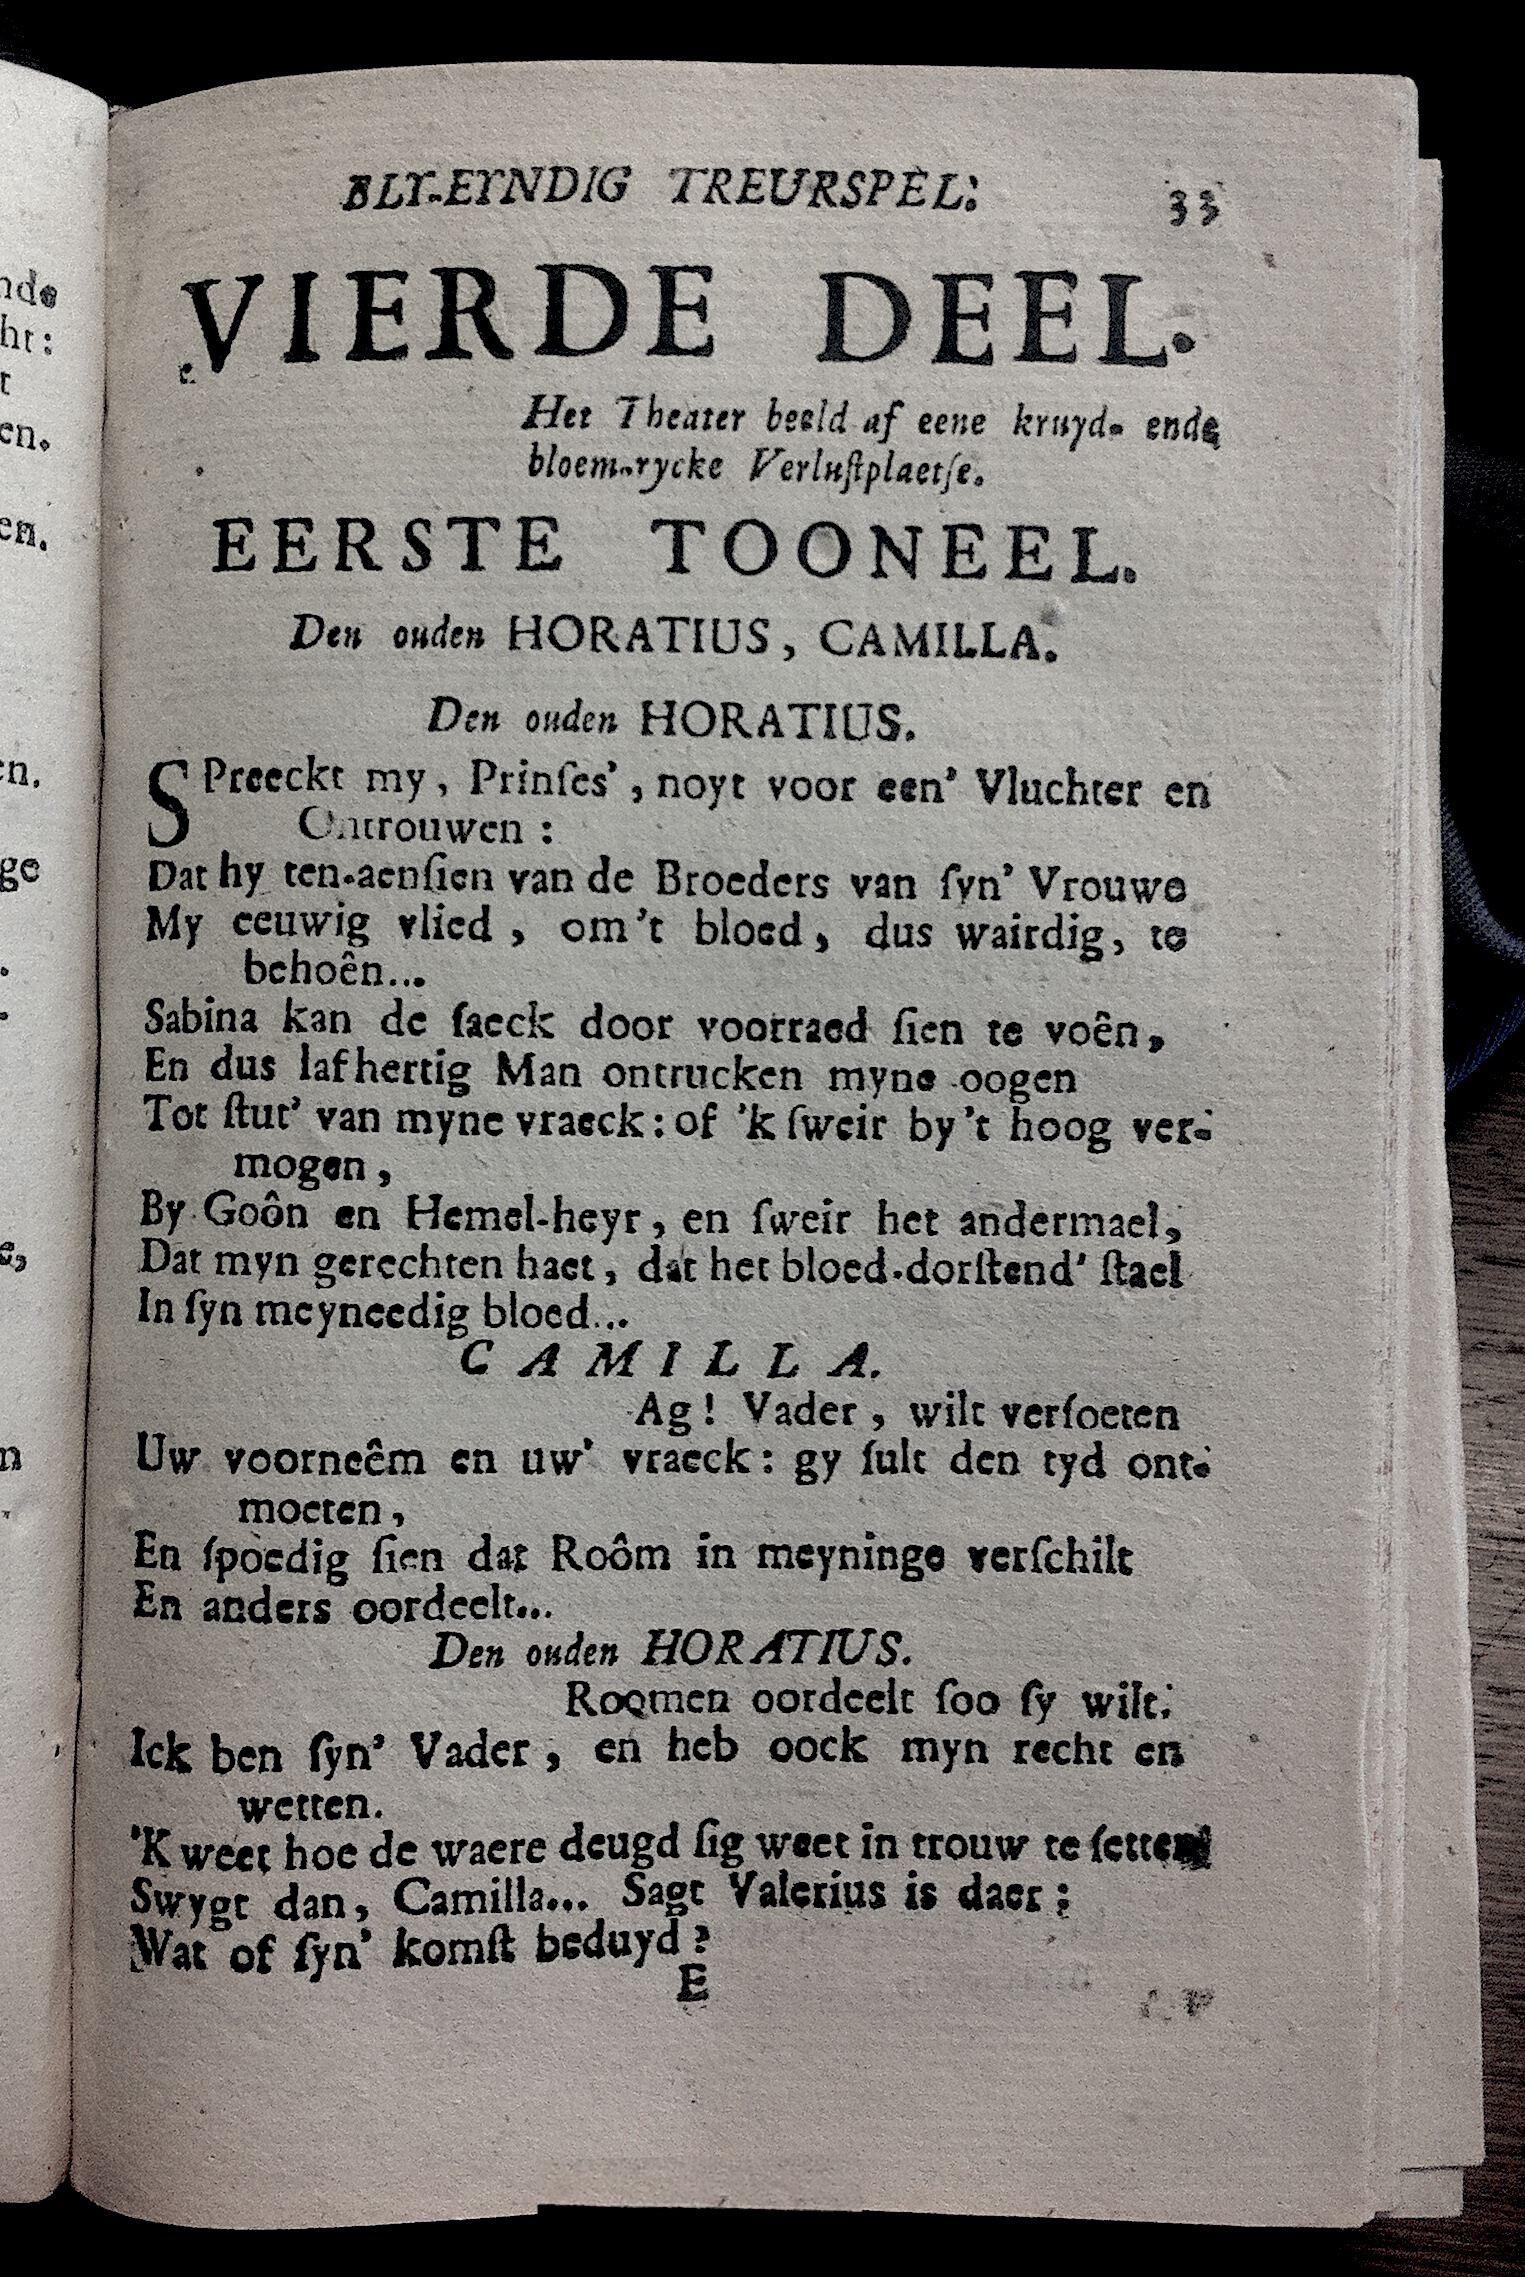 BLY-EYNDIG TREURSPEL. 33
VIERDE DEEL.
Het Theater beeld af eene kruyd- ende
bloem-rycke Verluſtplaetſe.
EERSTE TOONEEL.
Den ouden HORATIUS, CAMILLA.
Den ouden HORATIUS.
SPreeckt my, Prinſes', noyt voor een' Vluchter en
Ontrouwen :
Dat hy ten-aenſien van de Broeders van ſyn' Vrouwe
My eeuwig vlied, om 't bloed, dus wairdig, te
behoên...
Sabina kan de ſaeck door voorraed ſien te voên,
En dus lafhertig Man ontrucken myne oogen
Tot ſtut' van myne vraeck: of 'k ſweir by 't hoog ver-
mogen,
By Goôn en Hemel-heyr, en ſweir het andermael,
Dat myn gerechten haet, dat het bloed-dorſtend' ſtael
In ſyn meyneedig bloed...
CAMILLA.
Ag! Vader, wilt verſoeten
Uw voorneêm en uw' vraeck: gy ſult den tyd ont-
moeten,
En ſpoedig ſien dat Roôm in meyninge verſchilt
En anders oordeelt...
Den ouden HORATIUS.
Roomen oordeelt ſoo ſy wilt.
Ick ben ſyn' Vader, en heb oock myn recht en
wetten.
'K weet hoe de waere deugd ſig weet in trouw te ſetten
Swygt dan, Camilla... Sagt Valerius is daer;
Wat of ſyn' komſt beduyd?
E
nde
ht:
t
en.
en.
en.
ge
e,
n